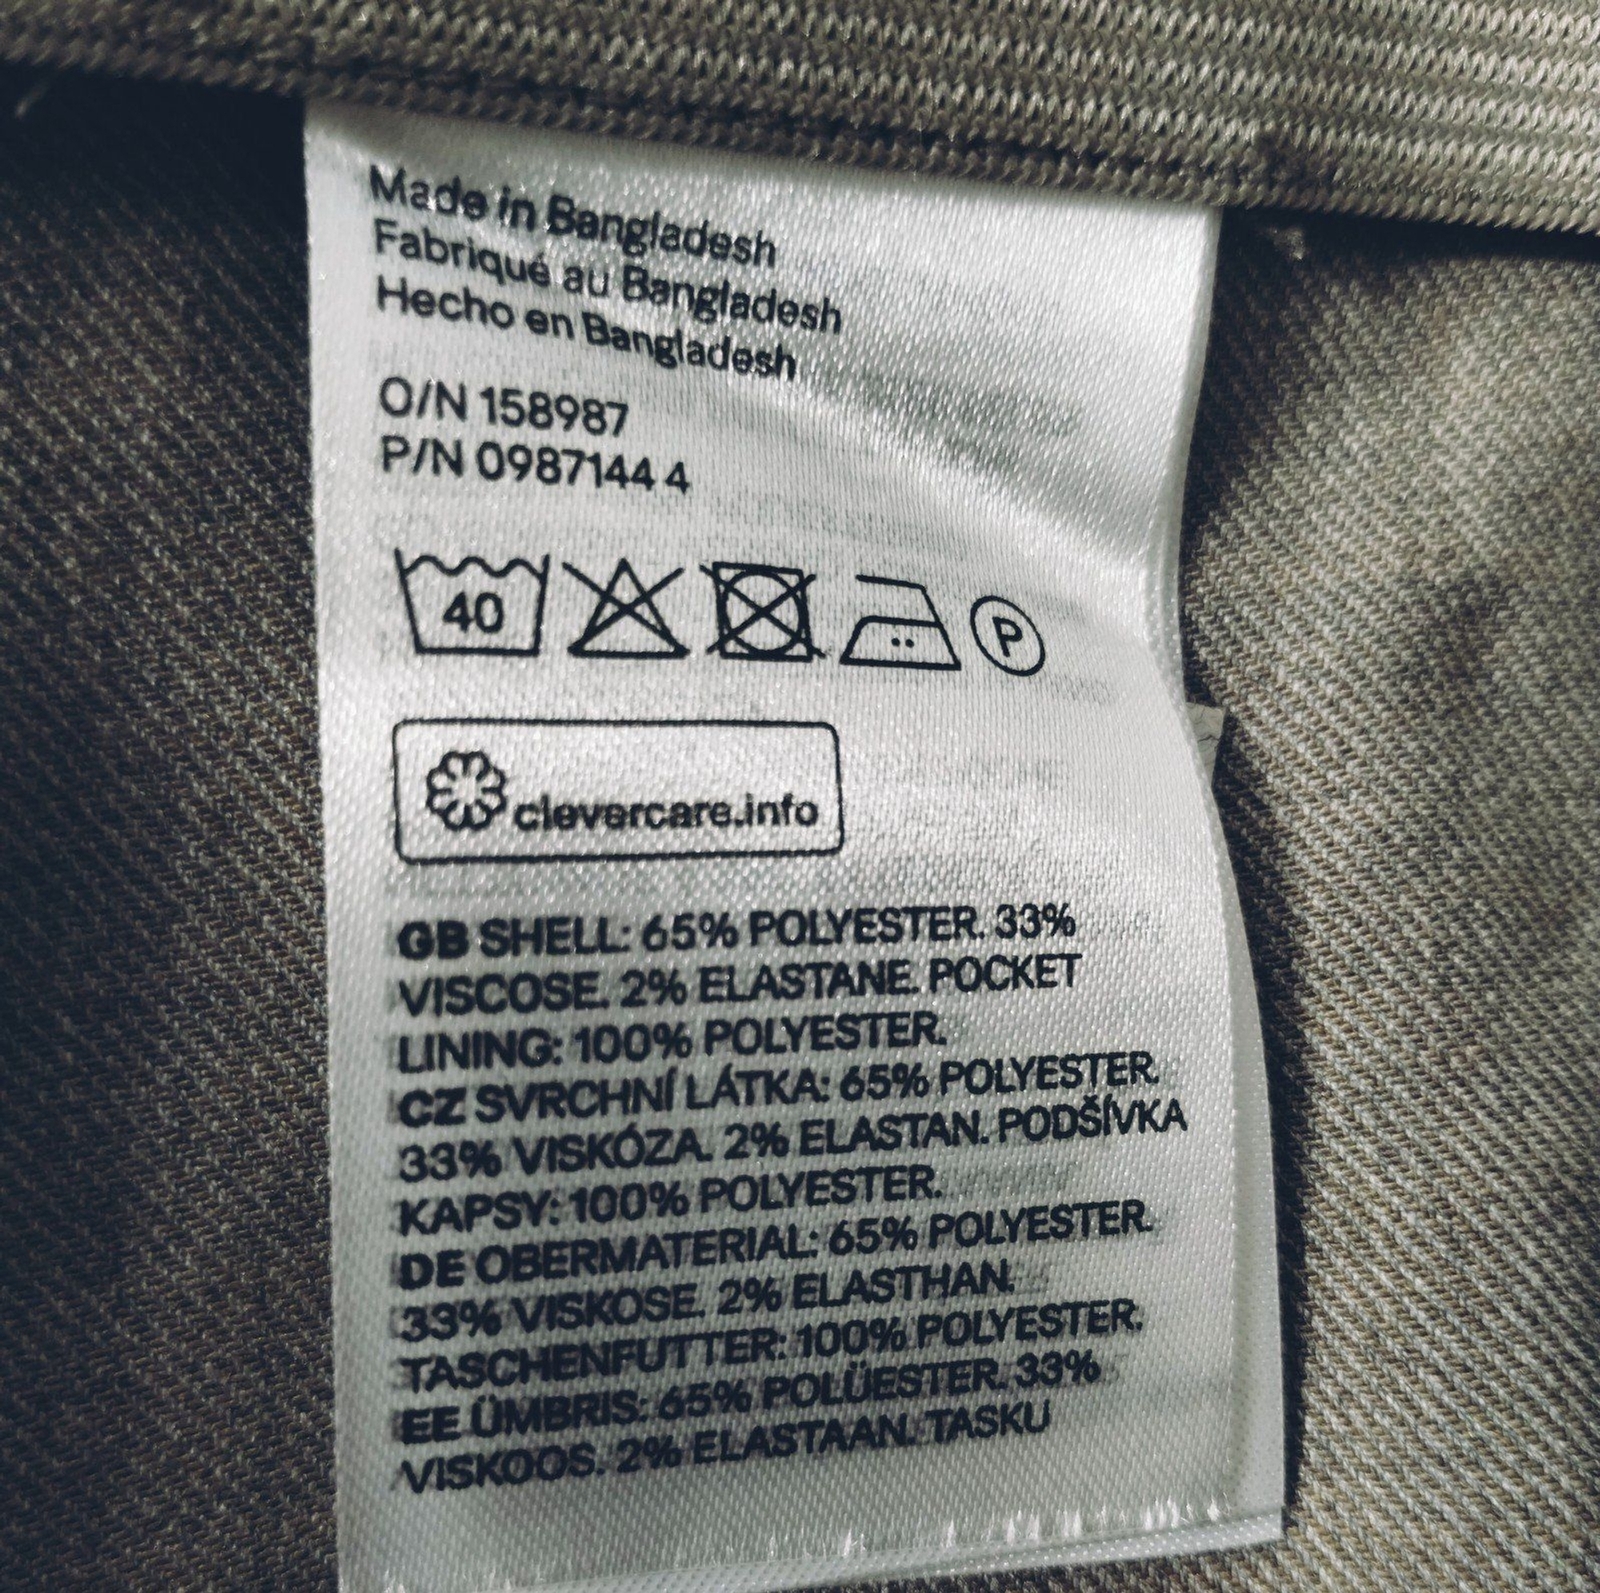 Made in Bangladesh
Fabriqué au Bangladesh
Hecho en Bangladesh
O/N 158987
P/N 0987144 4
40
P
clevercare.info
GB SHELL: 65% POLYESTER. 33%
VISCOSE. 2% ELASTANE. POCKET
LINING: 100% POLYESTER.
CZ SVRCHNÍ LÁTKA: 65% POLYESTER.
33% VISKÓZA. 2% ELASTAN. PODŠÍVKA
KAPSY: 100% POLYESTER.
DE OBERMATERIAL: 65% POLYESTER.
33% VISKOSE. 2% ELASTHAN.
TASCHENFUTTER: 100% POLYESTER.
EE ÜMBRIS: 65% POLÜESTER. 33%
VISKOOS. 2% ELASTAAN. TASKU